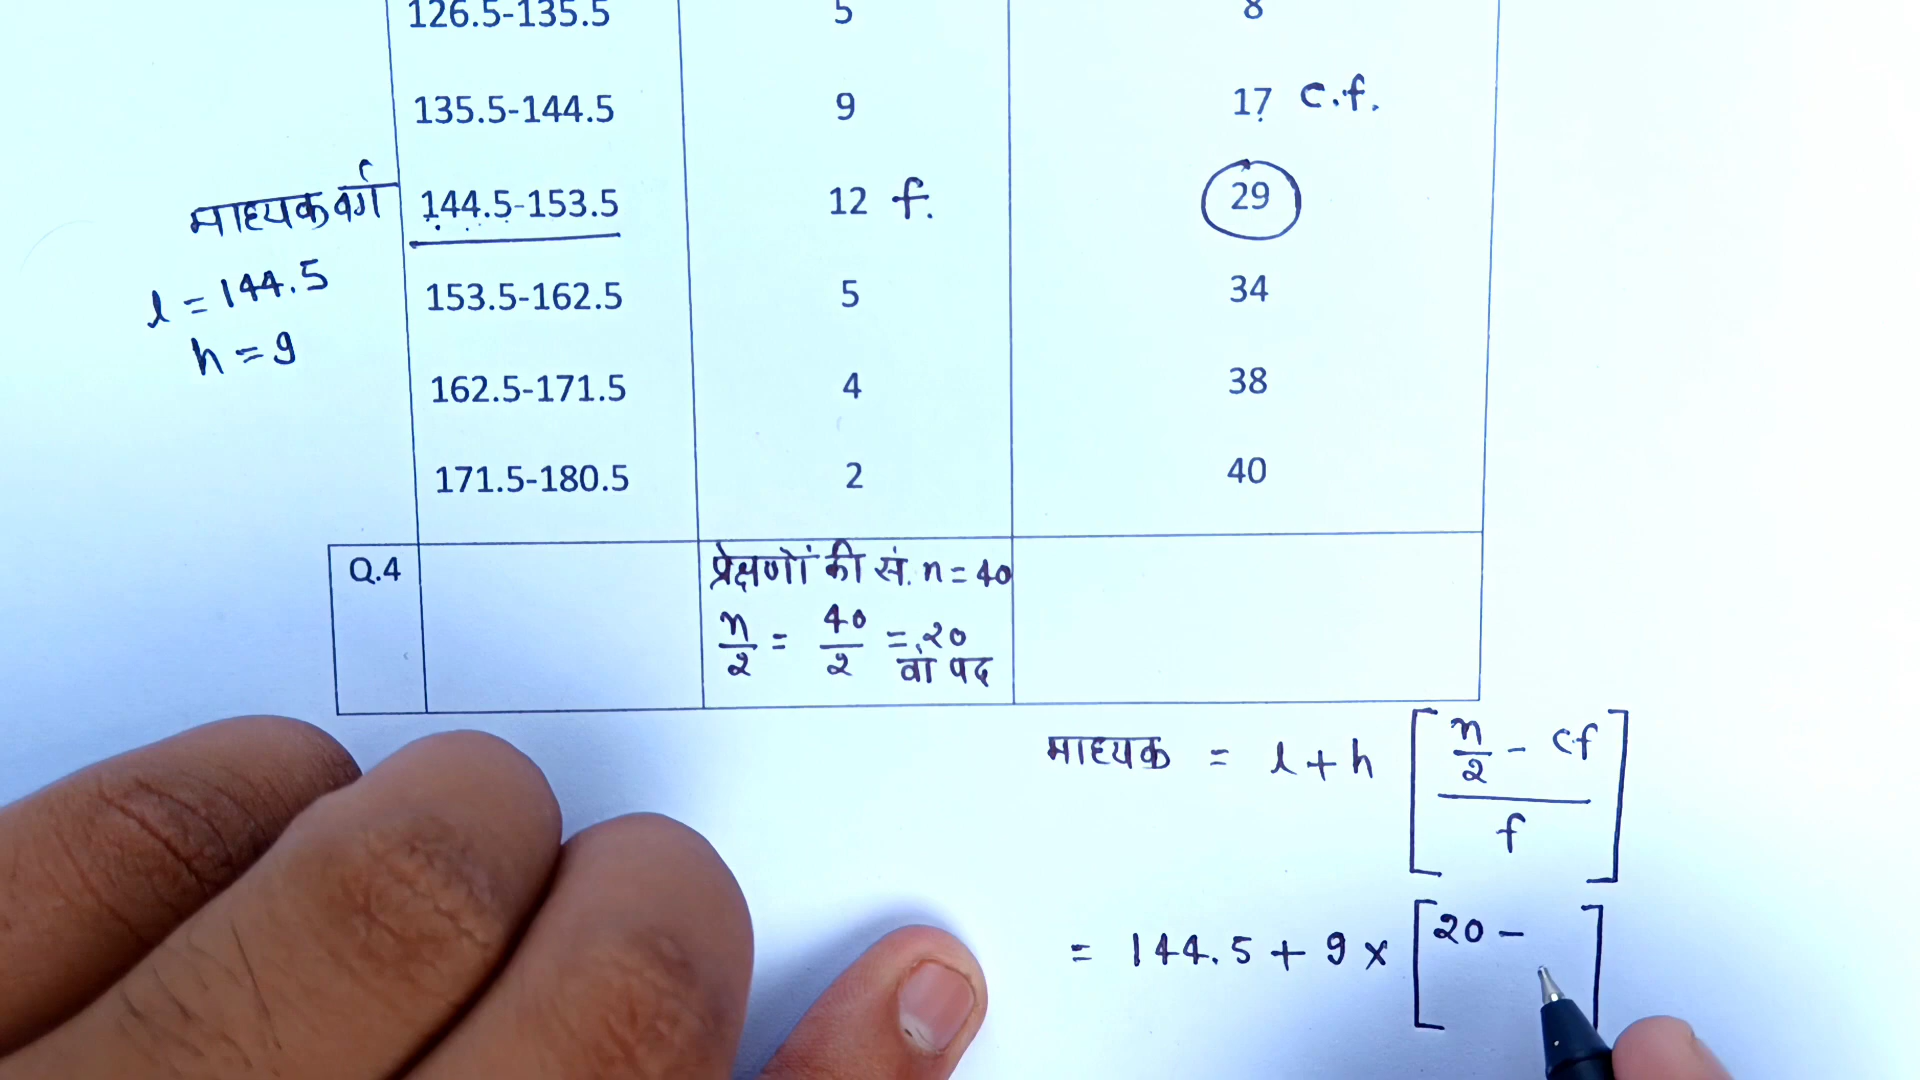 126.5-135.5 5 8
135.5-144.5 9 17 c.f.
माध्यक वर्ग 144.5-153.5 12 f. 29
l = 144.5 153.5-162.5 5 34
h = 9 162.5-171.5 4 38
171.5-180.5 2 40
Q.4 प्रेक्षणों की सं. n = 40
n/2 = 40/2 = 20
वां पद
माध्यक = l + h [ (n/2 - cf) / f ]
= 144.5 + 9 × [ 20 - ]